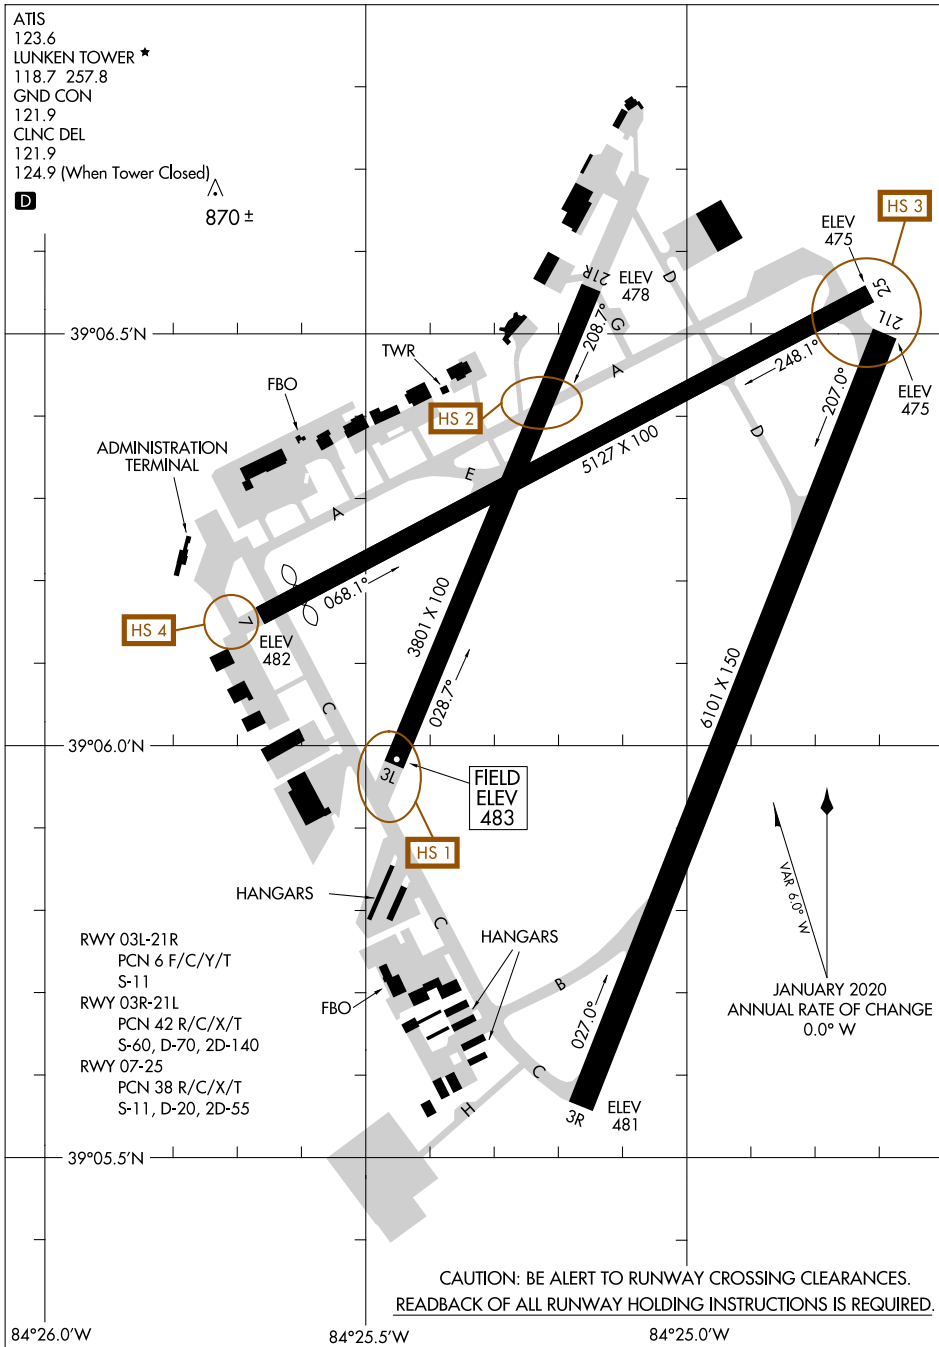 ATIS
123.6
LUNKEN TOWER ★
118.7 257.8
GND CON
121.9
CLNC DEL
121.9
124.9 (When Tower Closed)
D
870 ±
HS 3
ELEV
475
25
21L
ELEV
475
21R
ELEV
478
D
G
208.7°
248.1°
207.0°
A
TWR
FBO
HS 2
ADMINISTRATION
TERMINAL
5127 X 100
D
E
A
068.1°
3801 X 100
HS 4
7
ELEV
482
028.7°
C
6101 X 150
39°06.5'N
39°06.0'N
3L
FIELD
ELEV
483
HS 1
VAR 6.0° W
JANUARY 2020
ANNUAL RATE OF CHANGE
0.0° W
HANGARS
C
HANGARS
RWY 03L-21R
PCN 6 F/C/Y/T
S-11
RWY 03R-21L
PCN 42 R/C/X/T
S-60, D-70, 2D-140
RWY 07-25
PCN 38 R/C/X/T
S-11, D-20, 2D-55
FBO
B
027.0°
C
H
3R
ELEV
481
39°05.5'N
CAUTION: BE ALERT TO RUNWAY CROSSING CLEARANCES.
READBACK OF ALL RUNWAY HOLDING INSTRUCTIONS IS REQUIRED.
84°26.0'W
84°25.5'W
84°25.0'W